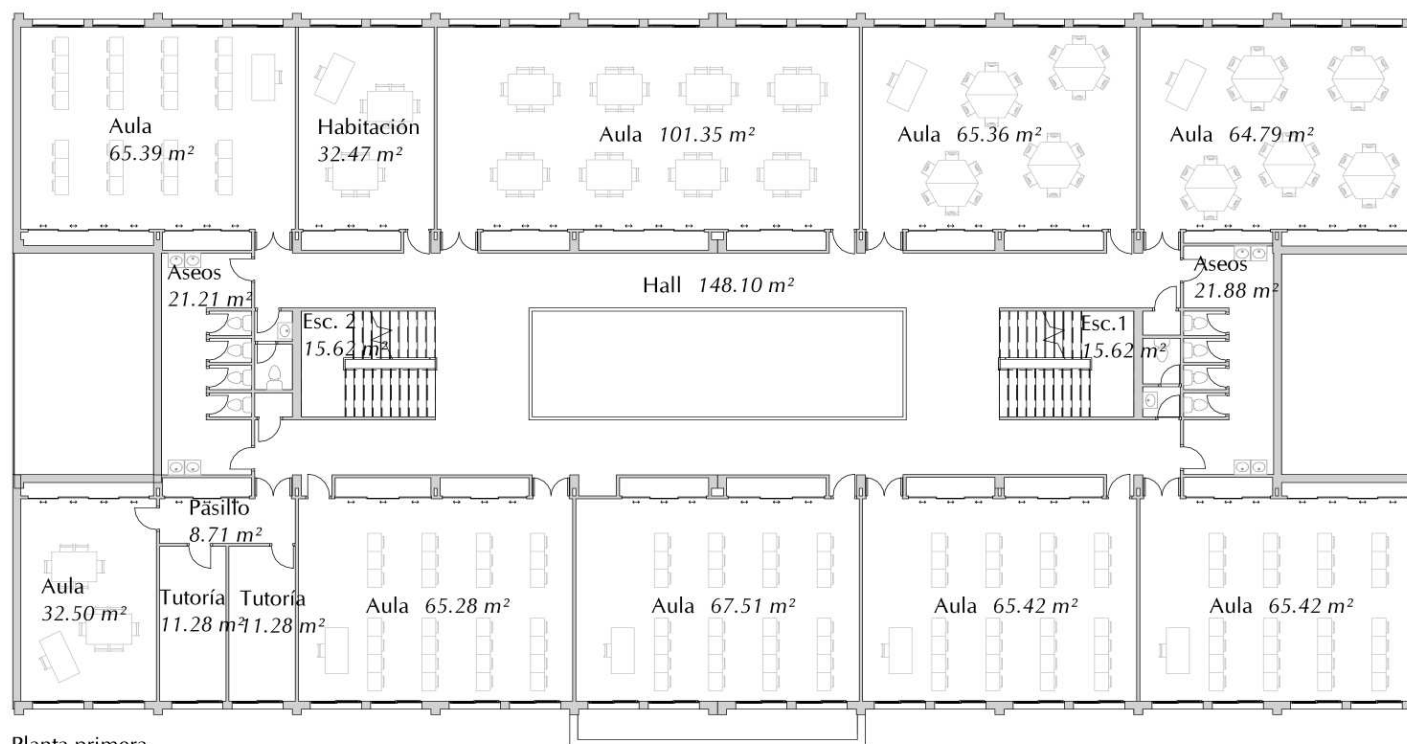 Aula
65.39 m²
Habitación
32.47 m²
Aula 101.35 m²
Aula 65.36 m²
Aula 64.79 m²
Aseos
21.21 m²
Hall 148.10 m²
Aseos
21.88 m²
Esc. 2
15.62 m²
Esc.1
15.62 m²
Pasillo
8.71 m²
Aula
32.50 m²
Tutoría
11.28 m²
Tutoría
11.28 m²
Aula 65.28 m²
Aula 67.51 m²
Aula 65.42 m²
Aula 65.42 m²
Planta primera